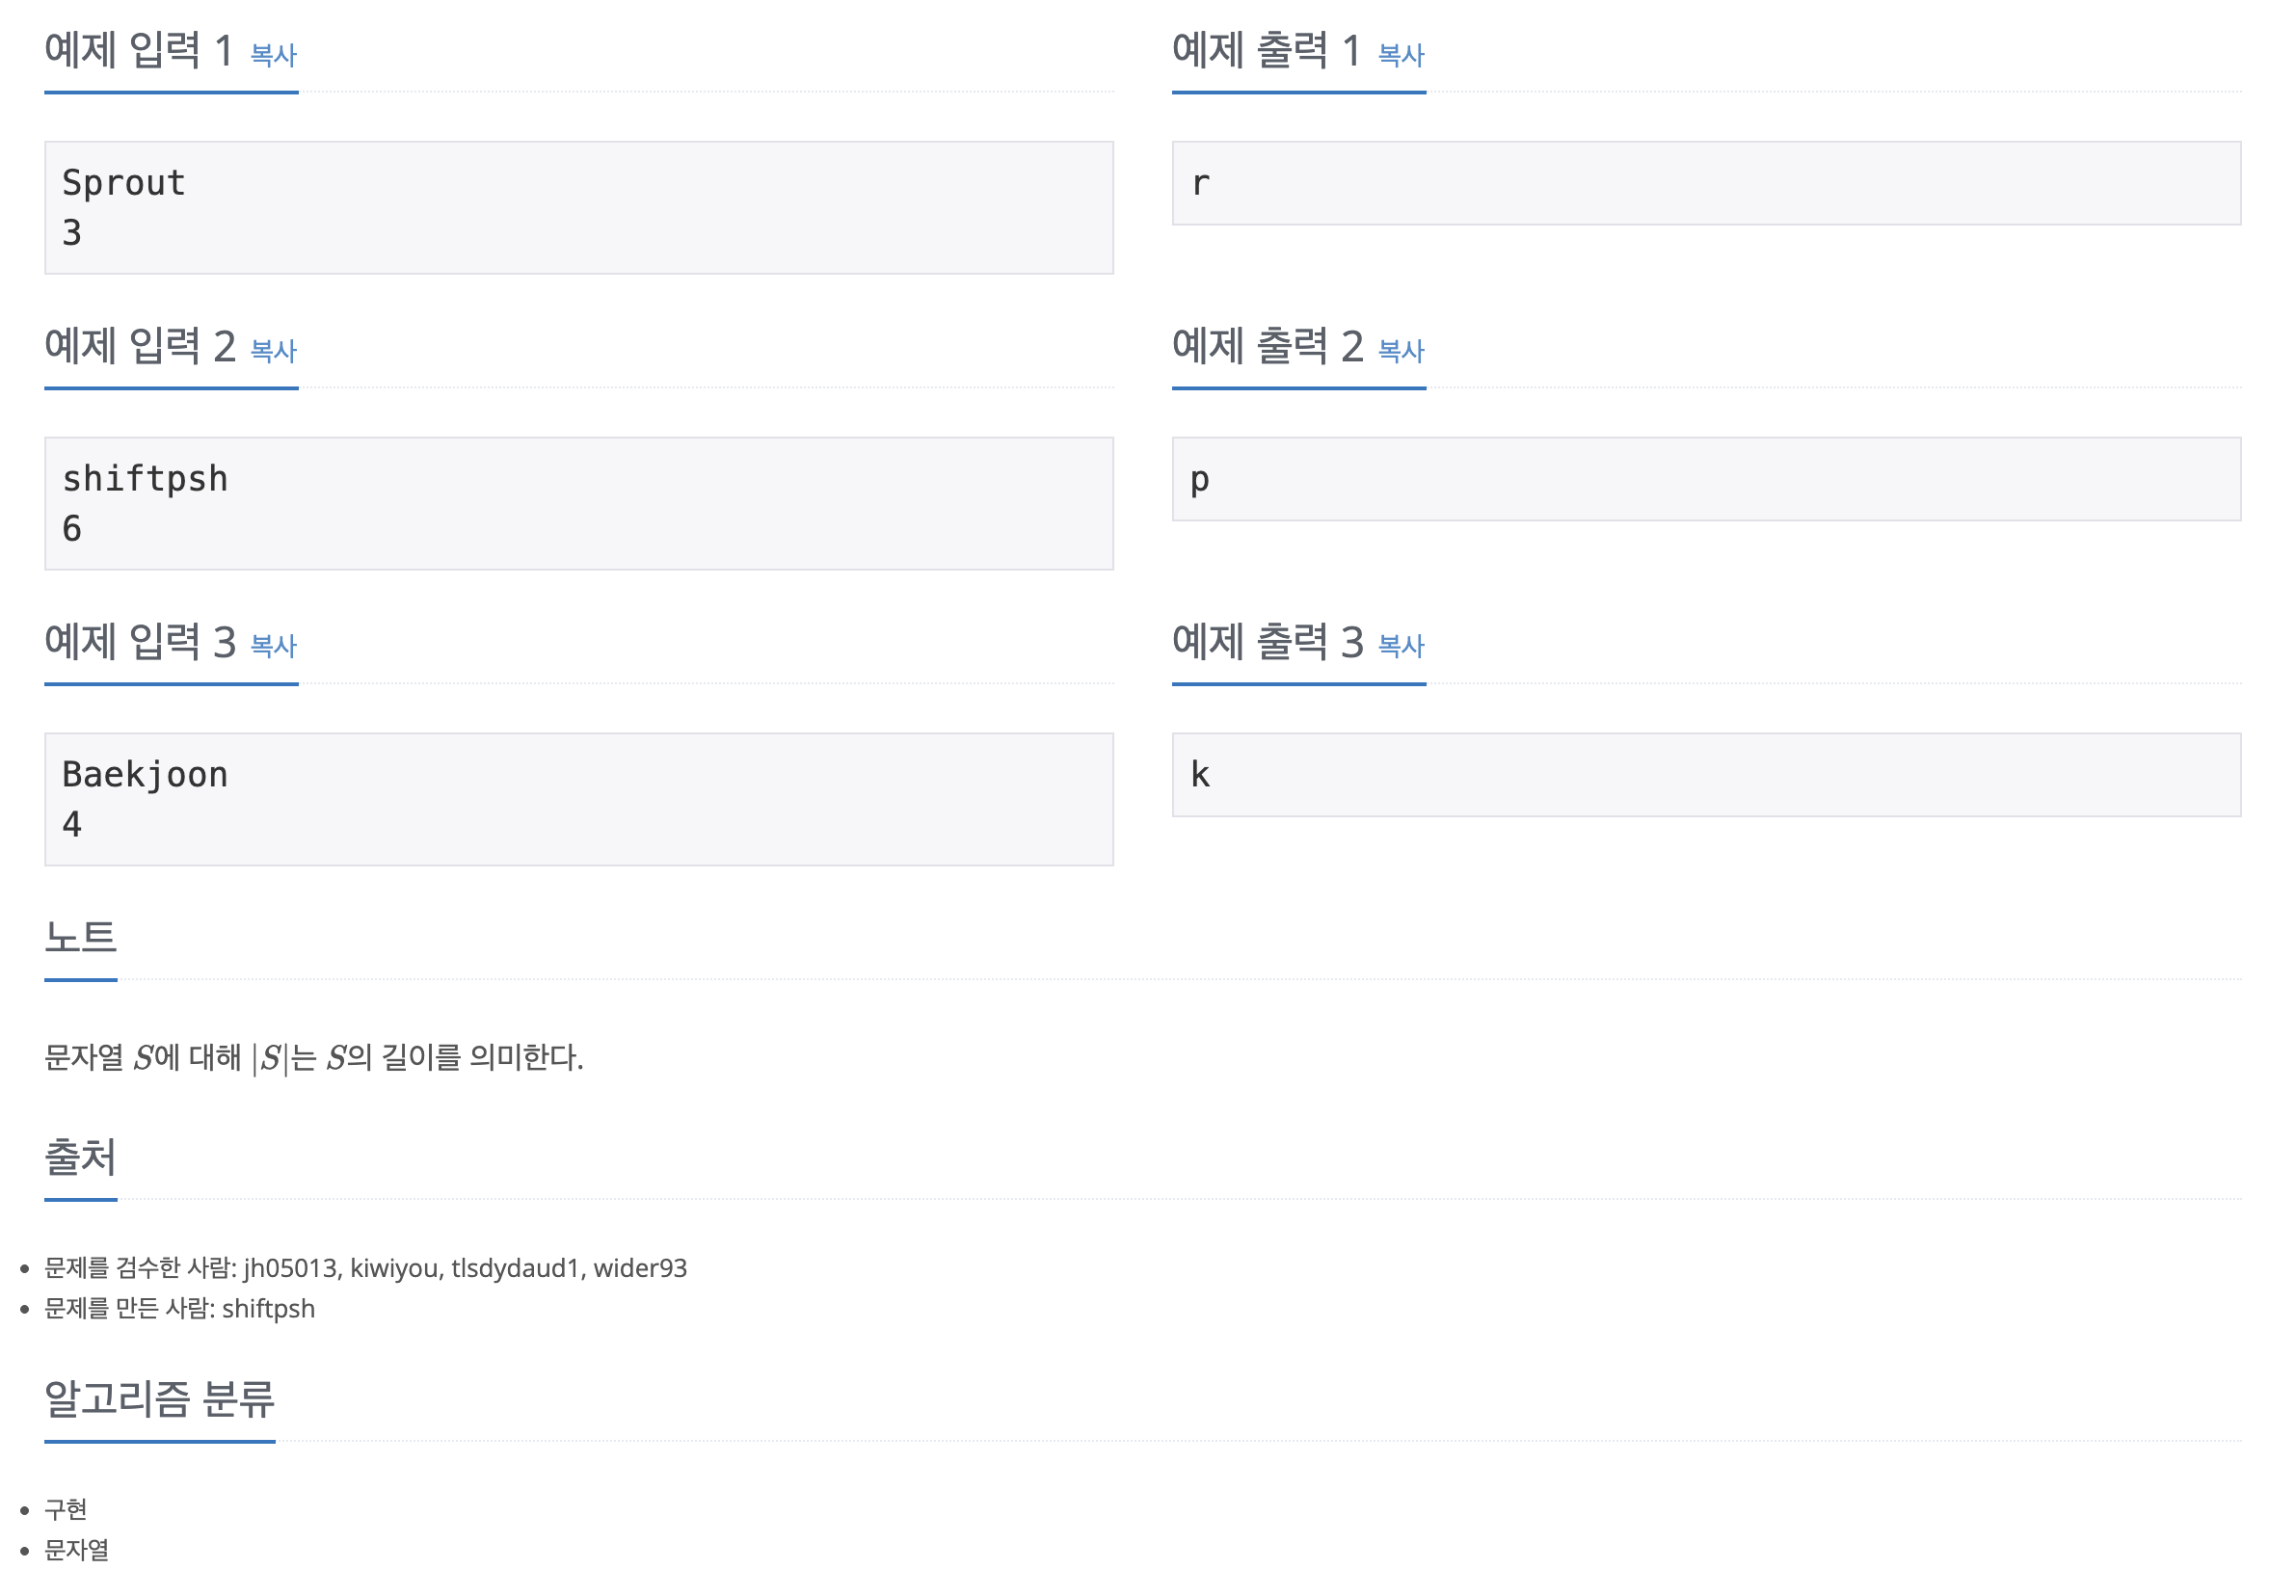 예제 입력 1 복사
Sprout
3
예제 출력 1 복사
r
예제 입력 2 복사
shiftpsh
6
예제 출력 2 복사
p
예제 입력 3 복사
Baekjoon
4
예제 출력 3 복사
k
노트
문자열 S에 대해 |S|는 S의 길이를 의미한다.
출처
• 문제를 검수한 사람: jh05013, kiwiyou, tlsdydaud1, wider93
• 문제를 만든 사람: shiftpsh
알고리즘 분류
• 구현
• 문자열